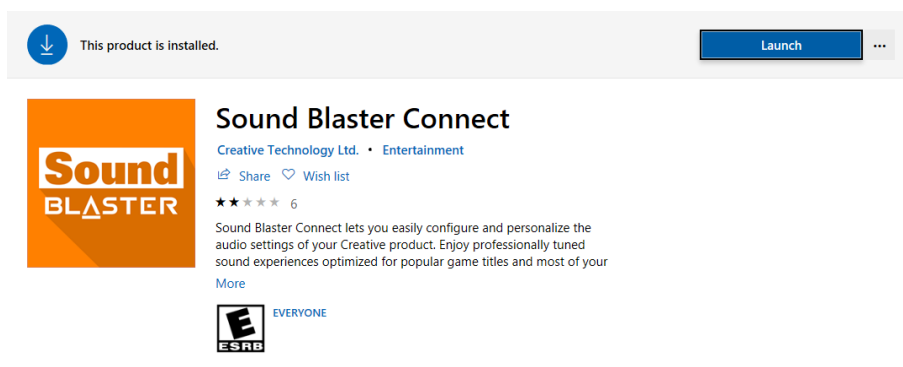 This product is installed.
Launch
...
Sound
BLASTER
Sound Blaster Connect
Creative Technology Ltd. • Entertainment
Share Wish list
6
Sound Blaster Connect lets you easily configure and personalize the
audio settings of your Creative product. Enjoy professionally tuned
sound experiences optimized for popular game titles and most of your
More
E
ESRB
EVERYONE